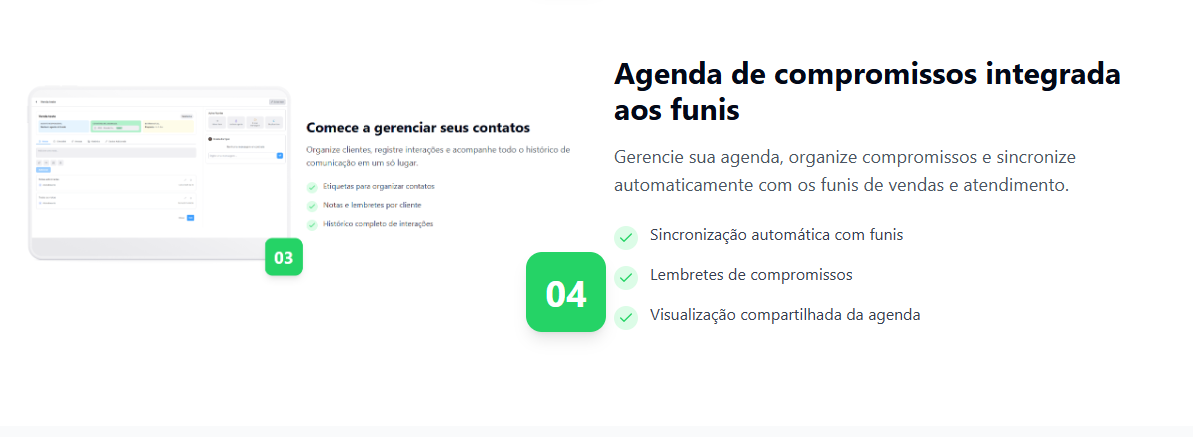 Comece a gerenciar seus contatos
Organize clientes, registre interações e acompanhe todo o histórico de
comunicação em um só lugar.
Etiquetas para organizar contatos
Notas e lembretes por cliente
Histórico completo de interações
03
Agenda de compromissos integrada
aos funis
Gerencie sua agenda, organize compromissos e sincronize
automaticamente com os funis de vendas e atendimento.
Sincronização automática com funis
Lembretes de compromissos
Visualização compartilhada da agenda
04